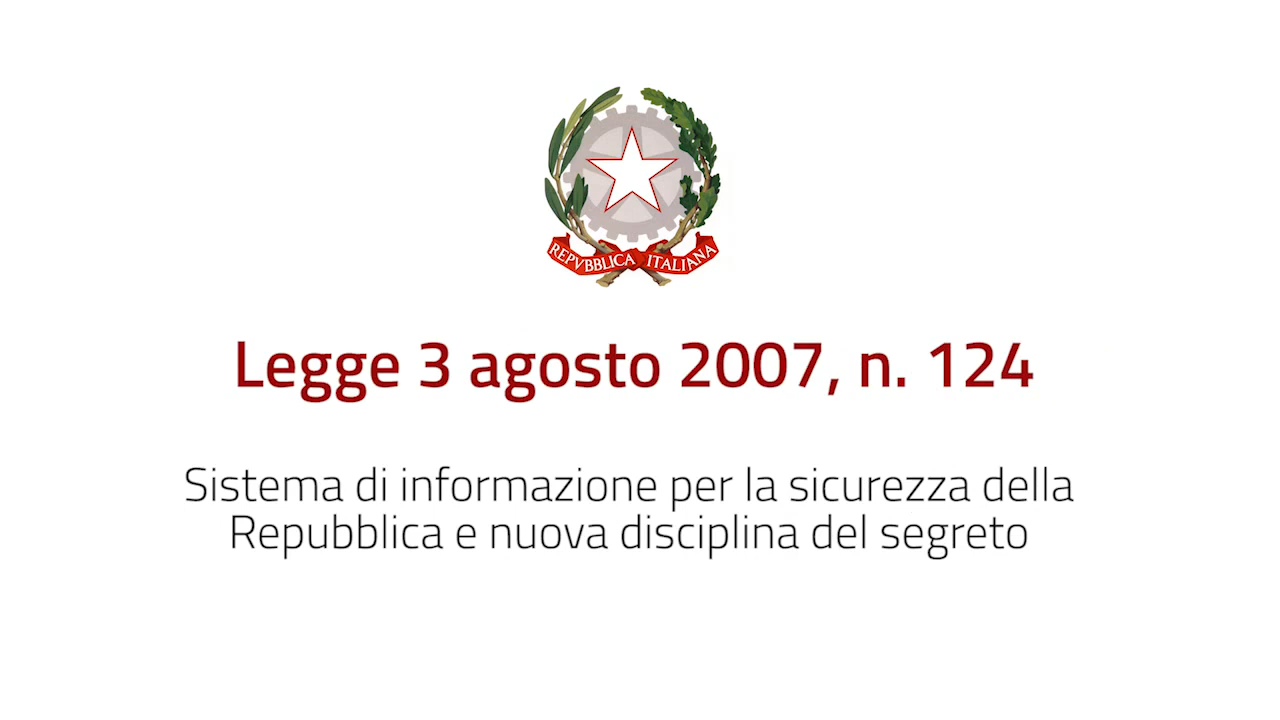 REPVBBLICA ITALIANA
Legge 3 agosto 2007, n. 124
Sistema di informazione per la sicurezza della
Repubblica e nuova disciplina del segreto